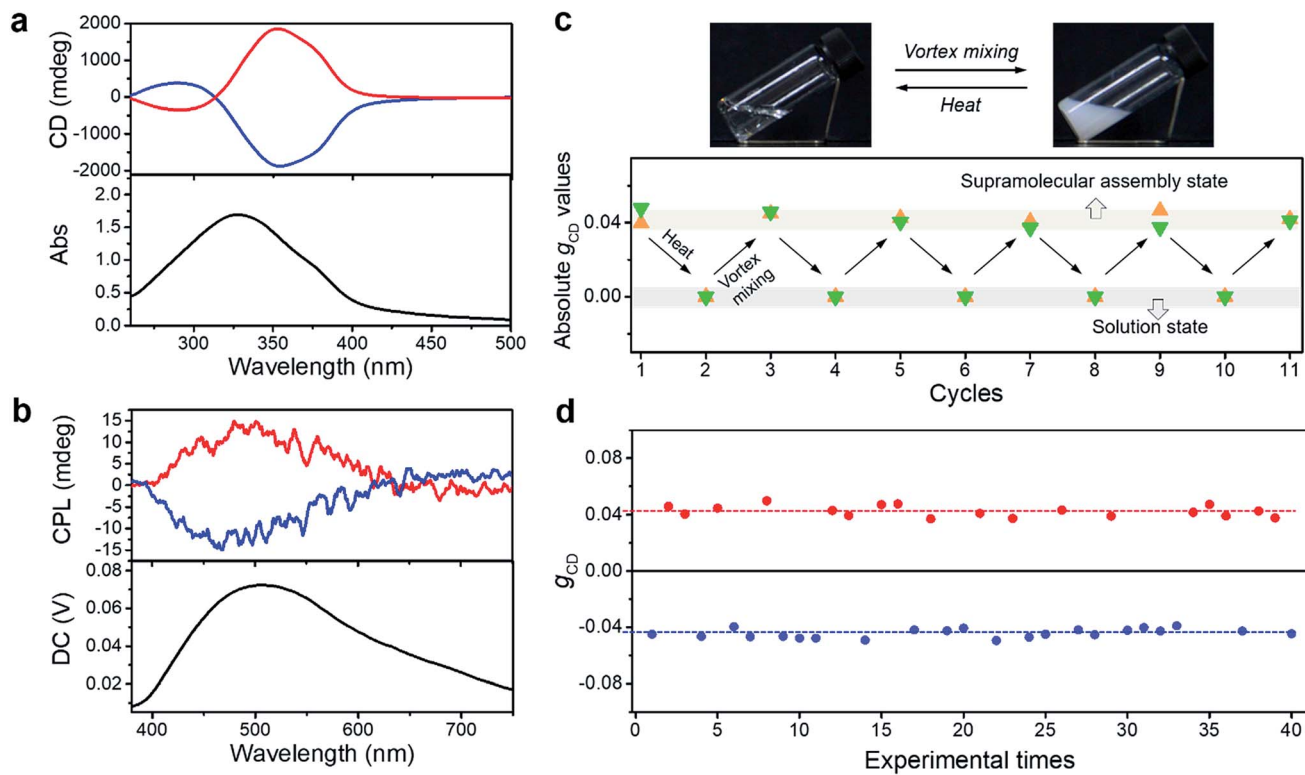 a
CD (mdeg)
2000
1000
0
-1000
-2000
Abs
2.0
1.5
1.0
0.5
0.0
300 350 400 450 500
Wavelength (nm)
b
CPL (mdeg)
15
10
5
0
-5
-10
-15
DC (V)
0.08
0.06
0.04
0.02
400 500 600 700
Wavelength (nm)
c
Vortex mixing
Heat
Absolute gCD values
0.04
0.00
Supramolecular assembly state
Heat
Vortex
mixing
Solution state
1 2 3 4 5 6 7 8 9 10 11
Cycles
d
gCD
0.08
0.04
0.00
-0.04
-0.08
0 5 10 15 20 25 30 35 40
Experimental times